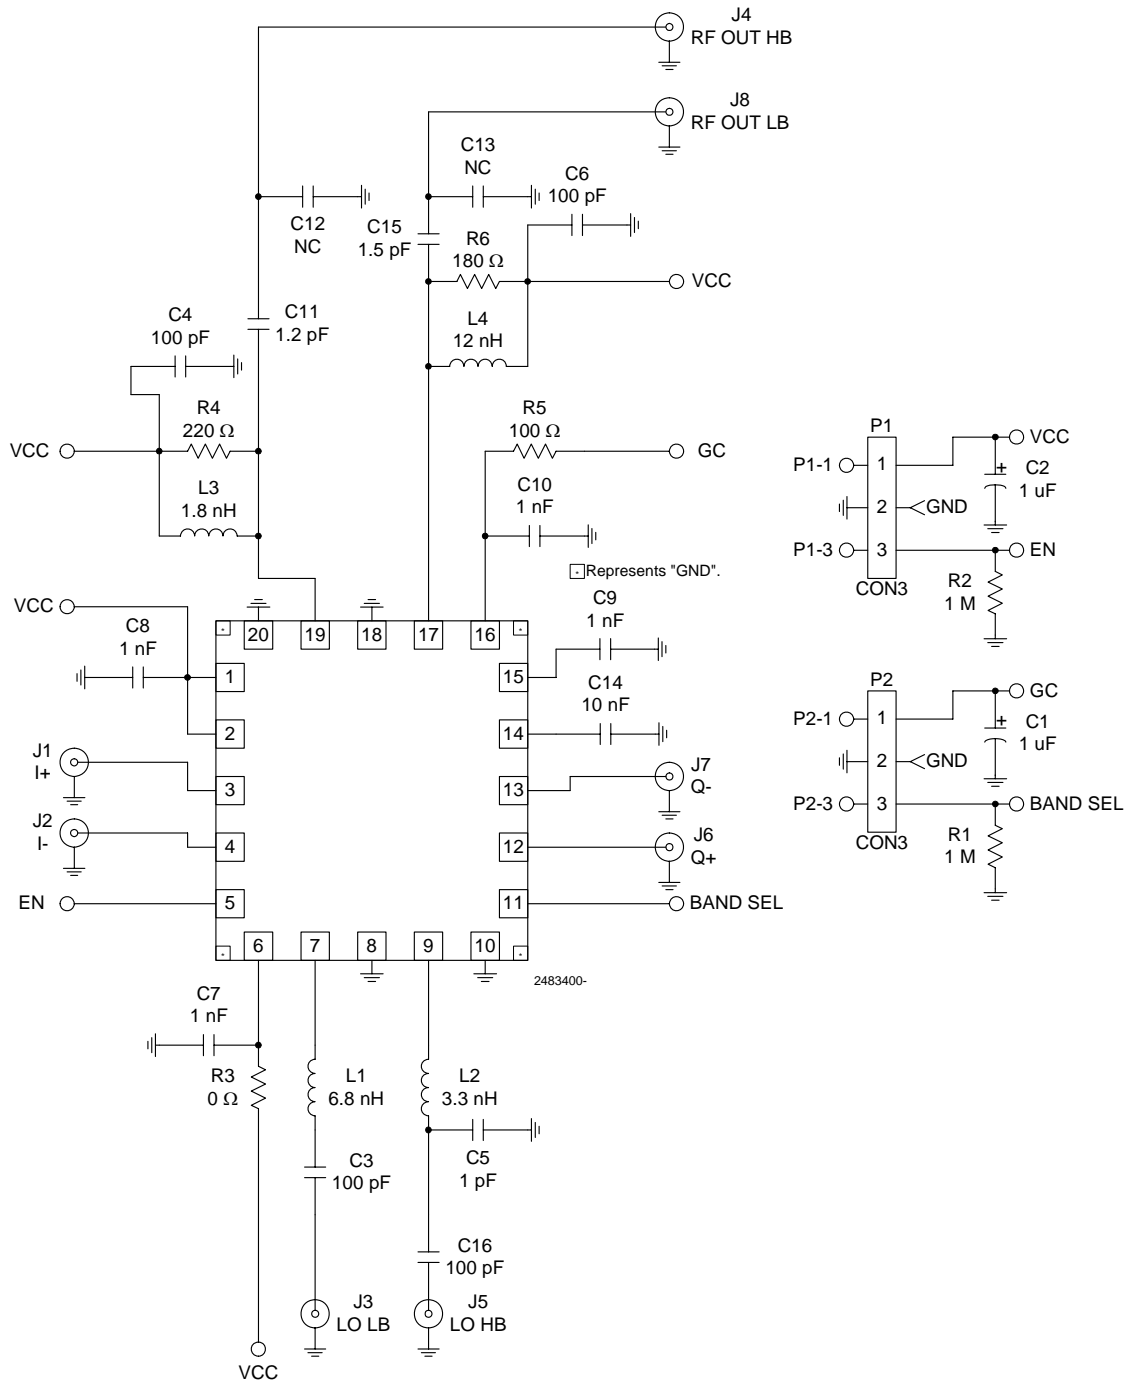 J4
RF OUT HB
J8
RF OUT LB
C13
NC
C6
100 pF
C12
NC
C15
1.5 pF
R6
180 Ω
VCC
C11
1.2 pF
L4
12 nH
C4
100 pF
R4
220 Ω
VCC
R5
100 Ω
GC
L3
1.8 nH
C10
1 nF
Represents "GND".
VCC
C8
1 nF
C9
1 nF
20
19
18
17
16
1
15
C14
10 nF
2
14
J1
I+
3
13
J7
Q-
J2
I-
4
12
J6
Q+
EN
5
11
BAND SEL
6
7
8
9
10
2483400-
C7
1 nF
R3
0 Ω
L1
6.8 nH
L2
3.3 nH
C3
100 pF
C5
1 pF
C16
100 pF
J3
LO LB
J5
LO HB
VCC
P1
P1-1
1
VCC
C2
+
1 uF
2
GND
P1-3
3
EN
CON3
R2
1 M
P2
P2-1
1
GC
C1
+
1 uF
2
GND
P2-3
3
BAND SEL
CON3
R1
1 M